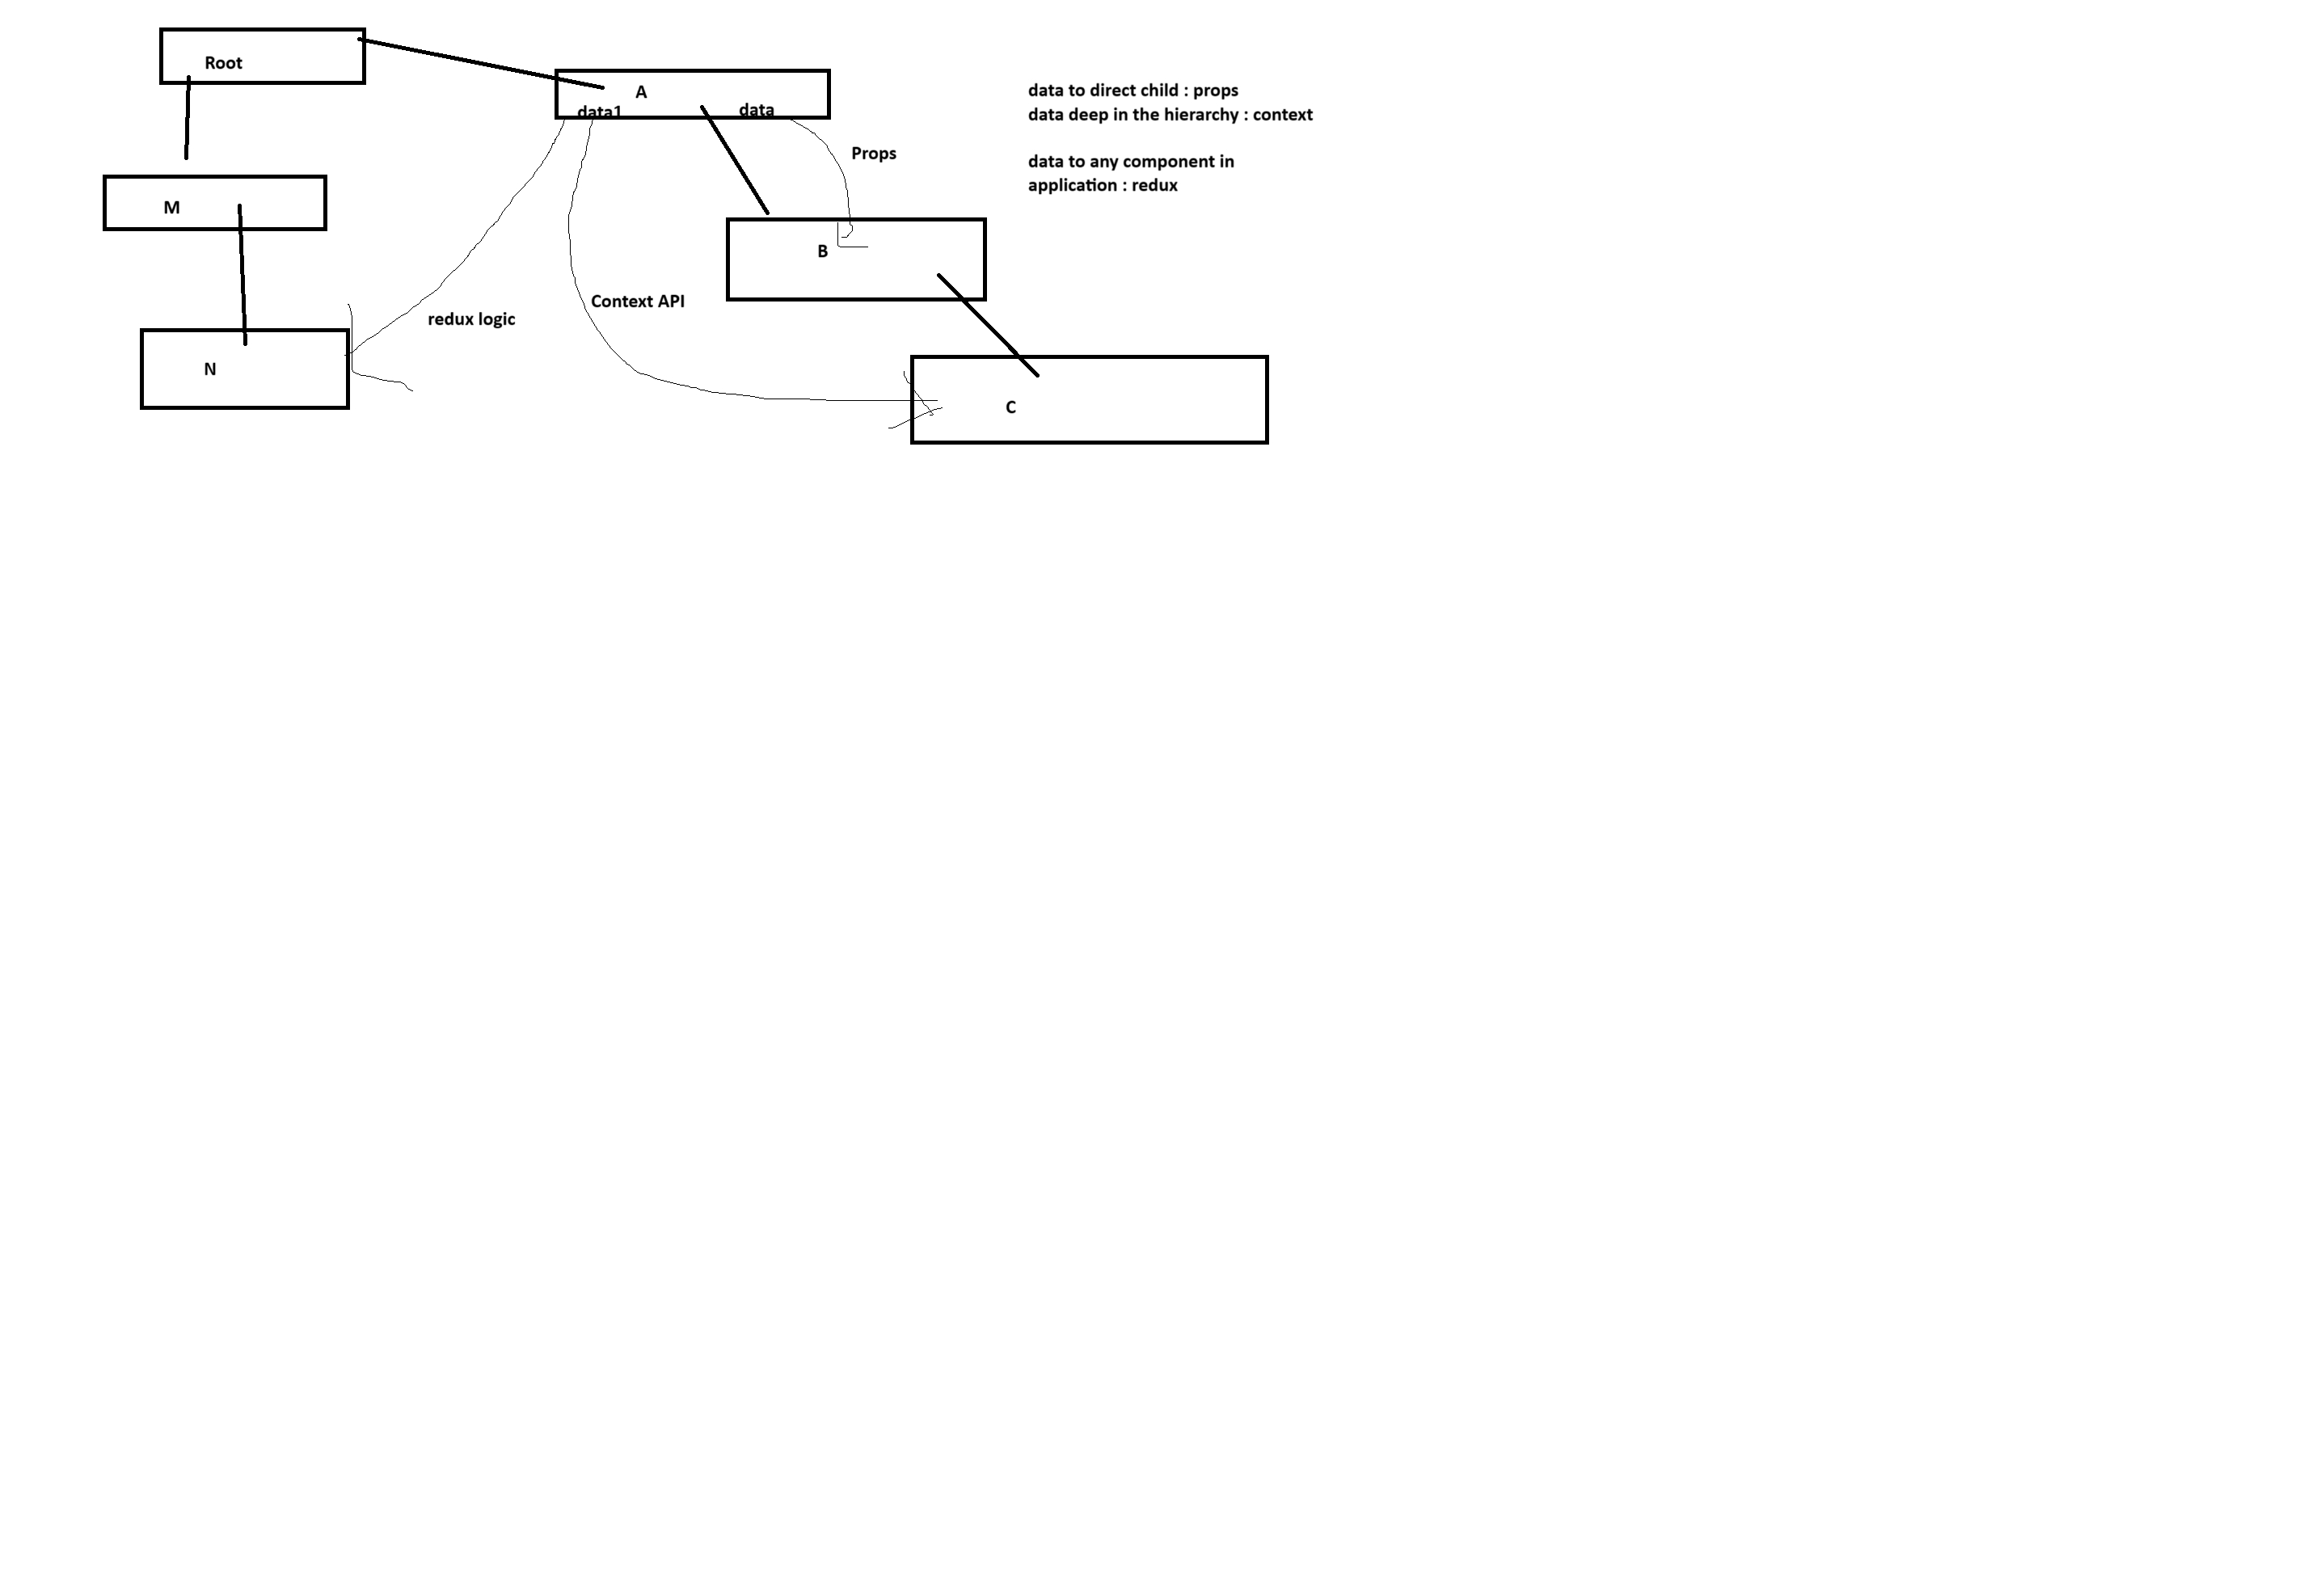 Root
A
data1
data
data to direct child : props
data deep in the hierarchy : context
Props
data to any component in
application : redux
M
B
Context API
redux logic
N
C